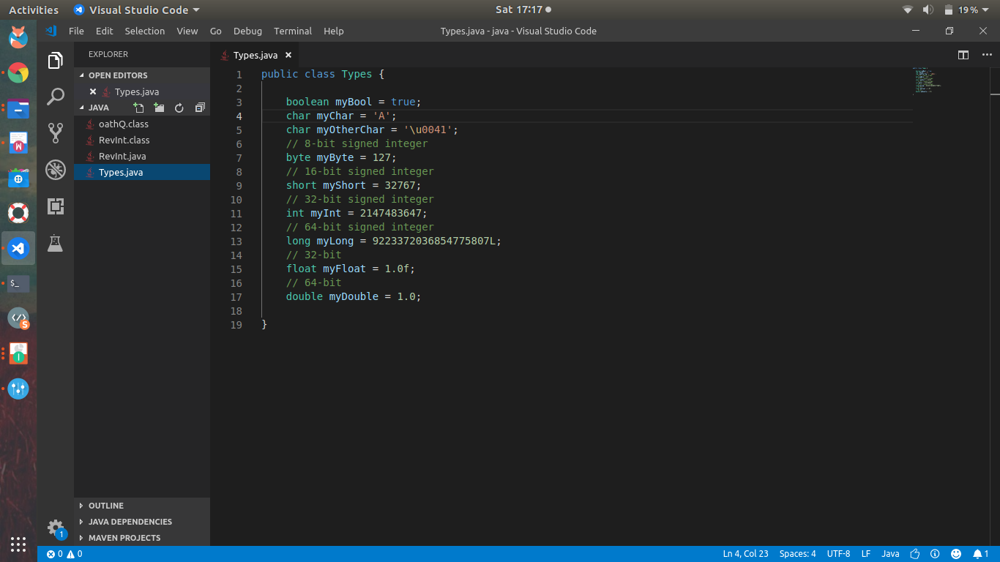 Activities Visual Studio Code Sat 17:17 19%
File Edit Selection View Go Debug Terminal Help Types.java - java - Visual Studio Code
EXPLORER
OPEN EDITORS
Types.java
JAVA
oathQ.class
RevInt.class
RevInt.java
Types.java
OUTLINE
JAVA DEPENDENCIES
MAVEN PROJECTS
1
Types.java
1 public class Types {
2
3 boolean myBool = true;
4 char myChar = 'A';
5 char myOtherChar = '\u0041';
6 // 8-bit signed integer
7 byte myByte = 127;
8 // 16-bit signed integer
9 short myShort = 32767;
10 // 32-bit signed integer
11 int myInt = 2147483647;
12 // 64-bit signed integer
13 long myLong = 9223372036854775807L;
14 // 32-bit
15 float myFloat = 1.0f;
16 // 64-bit
17 double myDouble = 1.0;
18
19 }
0 0 Ln 4, Col 23 Spaces: 4 UTF-8 LF Java 1